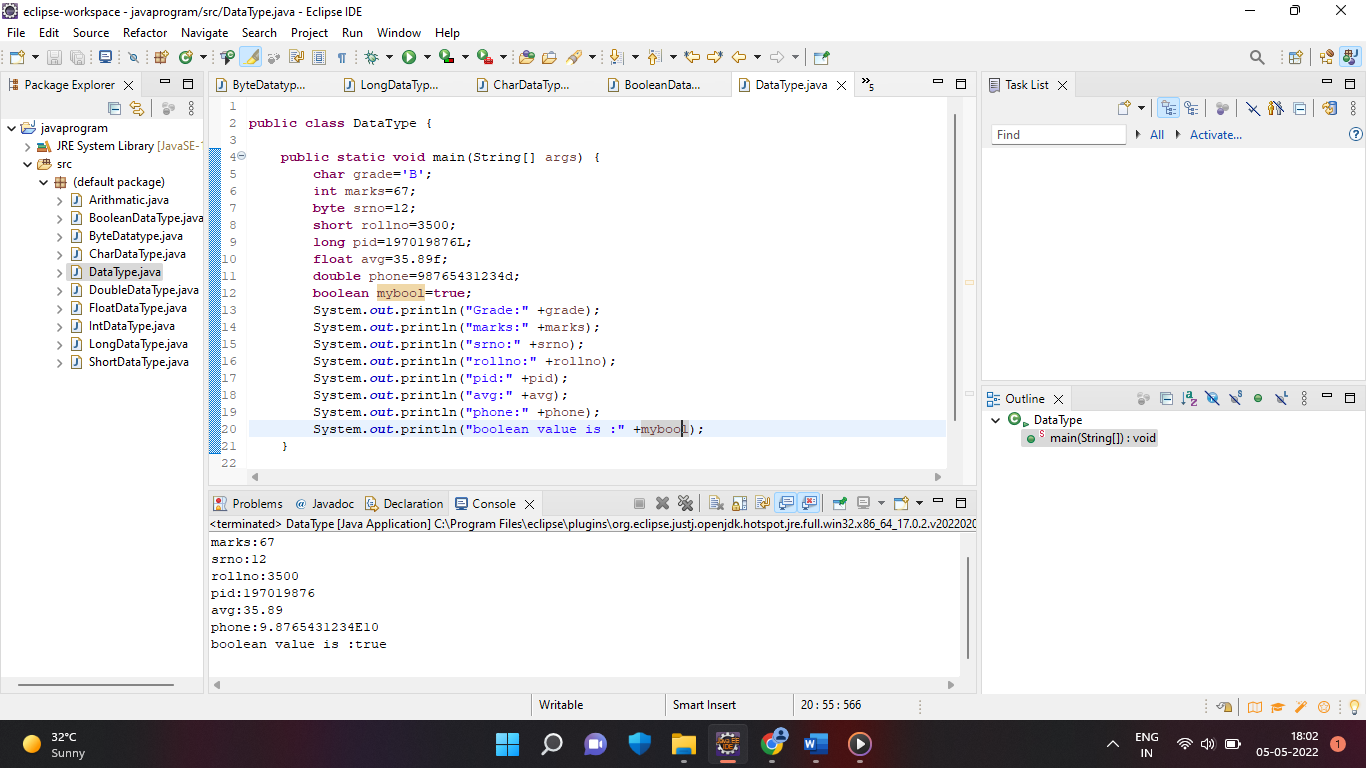 eclipse-workspace - javaprogram/src/DataType.java - Eclipse IDE
File Edit Source Refactor Navigate Search Project Run Window Help
Package Explorer
javaprogram
JRE System Library [JavaSE-1
src
(default package)
Arithmatic.java
BooleanDataType.java
ByteDatatype.java
CharDataType.java
DataType.java
DoubleDataType.java
FloatDataType.java
IntDataType.java
LongDataType.java
ShortDataType.java
ByteDatatyp... LongDataTyp... CharDataTyp... BooleanData... DataType.java »5
1
2 public class DataType {
3
4 public static void main(String[] args) {
5 char grade='B';
6 int marks=67;
7 byte srno=12;
8 short rollno=3500;
9 long pid=197019876L;
10 float avg=35.89f;
11 double phone=98765431234d;
12 boolean mybool=true;
13 System.out.println("Grade:" +grade);
14 System.out.println("marks:" +marks);
15 System.out.println("srno:" +srno);
16 System.out.println("rollno:" +rollno);
17 System.out.println("pid:" +pid);
18 System.out.println("avg:" +avg);
19 System.out.println("phone:" +phone);
20 System.out.println("boolean value is :" +mybool);
21 }
22
Problems @ Javadoc Declaration Console
<terminated> DataType [Java Application] C:\Program Files\eclipse\plugins\org.eclipse.justj.openjdk.hotspot.jre.full.win32.x86_64_17.0.2.v2022020
marks:67
srno:12
rollno:3500
pid:197019876
avg:35.89
phone:9.8765431234E10
boolean value is :true
Task List
Find All Activate...
Outline
DataType
main(String[]) : void
Writable Smart Insert 20 : 55 : 566
32°C
Sunny
ENG
IN
18:02
05-05-2022
1